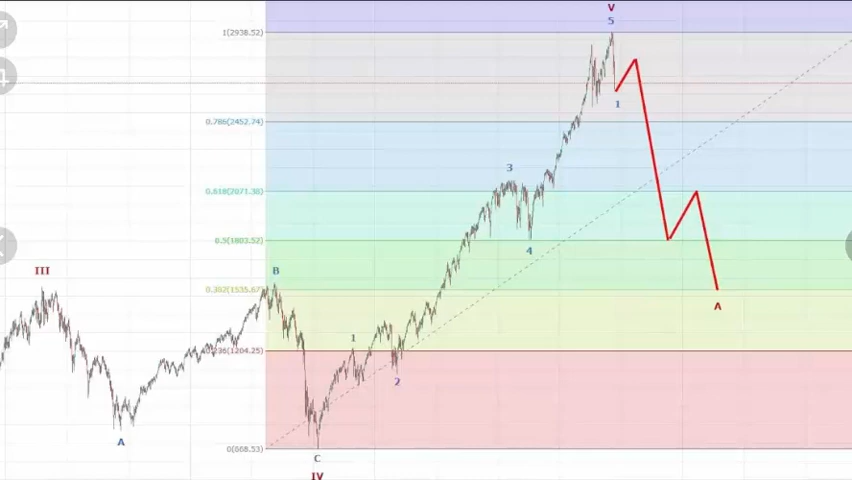 V
5
1(2938.52)
1
0.786(2452.74)
3
0.618(2071.38)
0.5(1803.52)
4
III
B
0.382(1535.67)
A
1
0.236(1204.25)
2
A
0(668.53)
C
IV